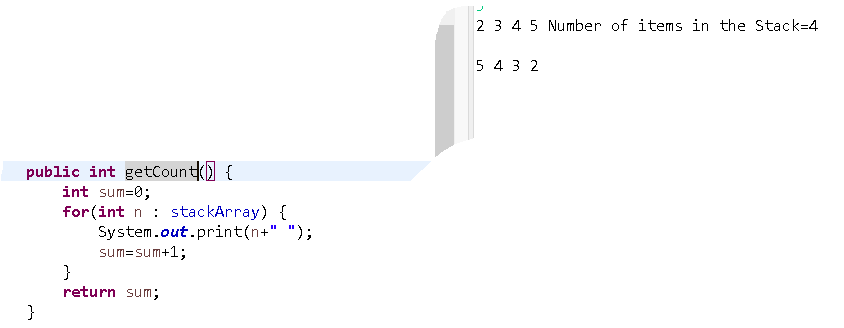 2 3 4 5 Number of items in the Stack=4
5 4 3 2
public int getCount() {
int sum=0;
for(int n : stackArray) {
System.out.print(n+" ");
sum=sum+1;
}
return sum;
}